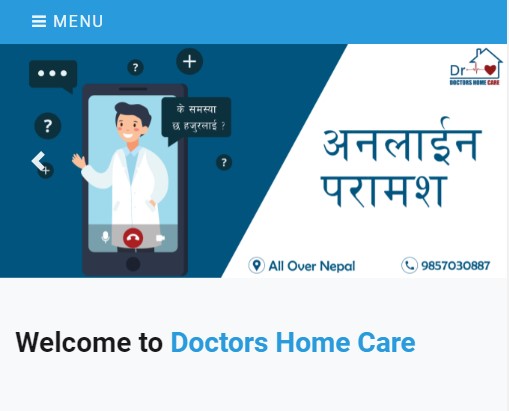 MENU
के समस्या
छ हजुरलाई ?
Dr
DOCTORS HOME CARE
अनलाईन
परामश
All Over Nepal
9857030887
Welcome to Doctors Home Care